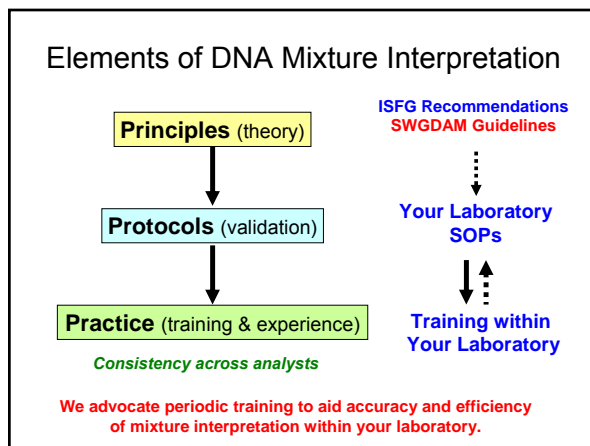 Elements of DNA Mixture Interpretation
Principles (theory)
Protocols (validation)
Practice (training & experience)
Consistency across analysts
ISFG Recommendations
SWGDAM Guidelines
Your Laboratory
SOPs
Training within
Your Laboratory
We advocate periodic training to aid accuracy and efficiency
of mixture interpretation within your laboratory.